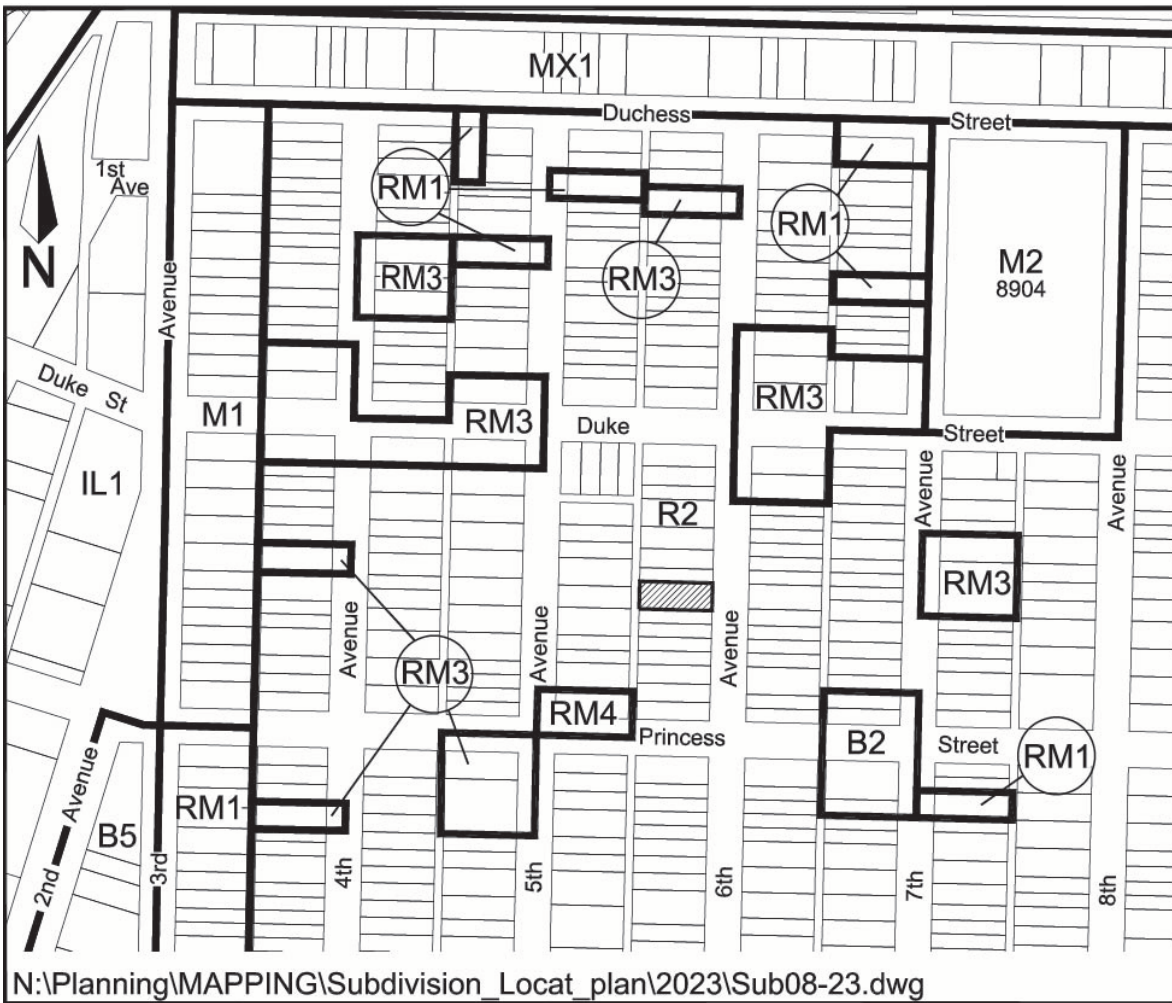 MX1
Duchess
Street
1st
Ave
RM1
RM1
N
RM3
RM3
M2
8904
Avenue
Duke St
M1
RM3
RM3
Duke
Street
IL1
R2
Avenue
Avenue
RM3
Avenue
Avenue
Avenue
RM3
RM4
Princess
B2
Street
RM1
RM1
B5
2nd Avenue
3rd
4th
5th
6th
7th
8th
N:\Planning\MAPPING\Subdivision_Locat_plan\2023\Sub08-23.dwg